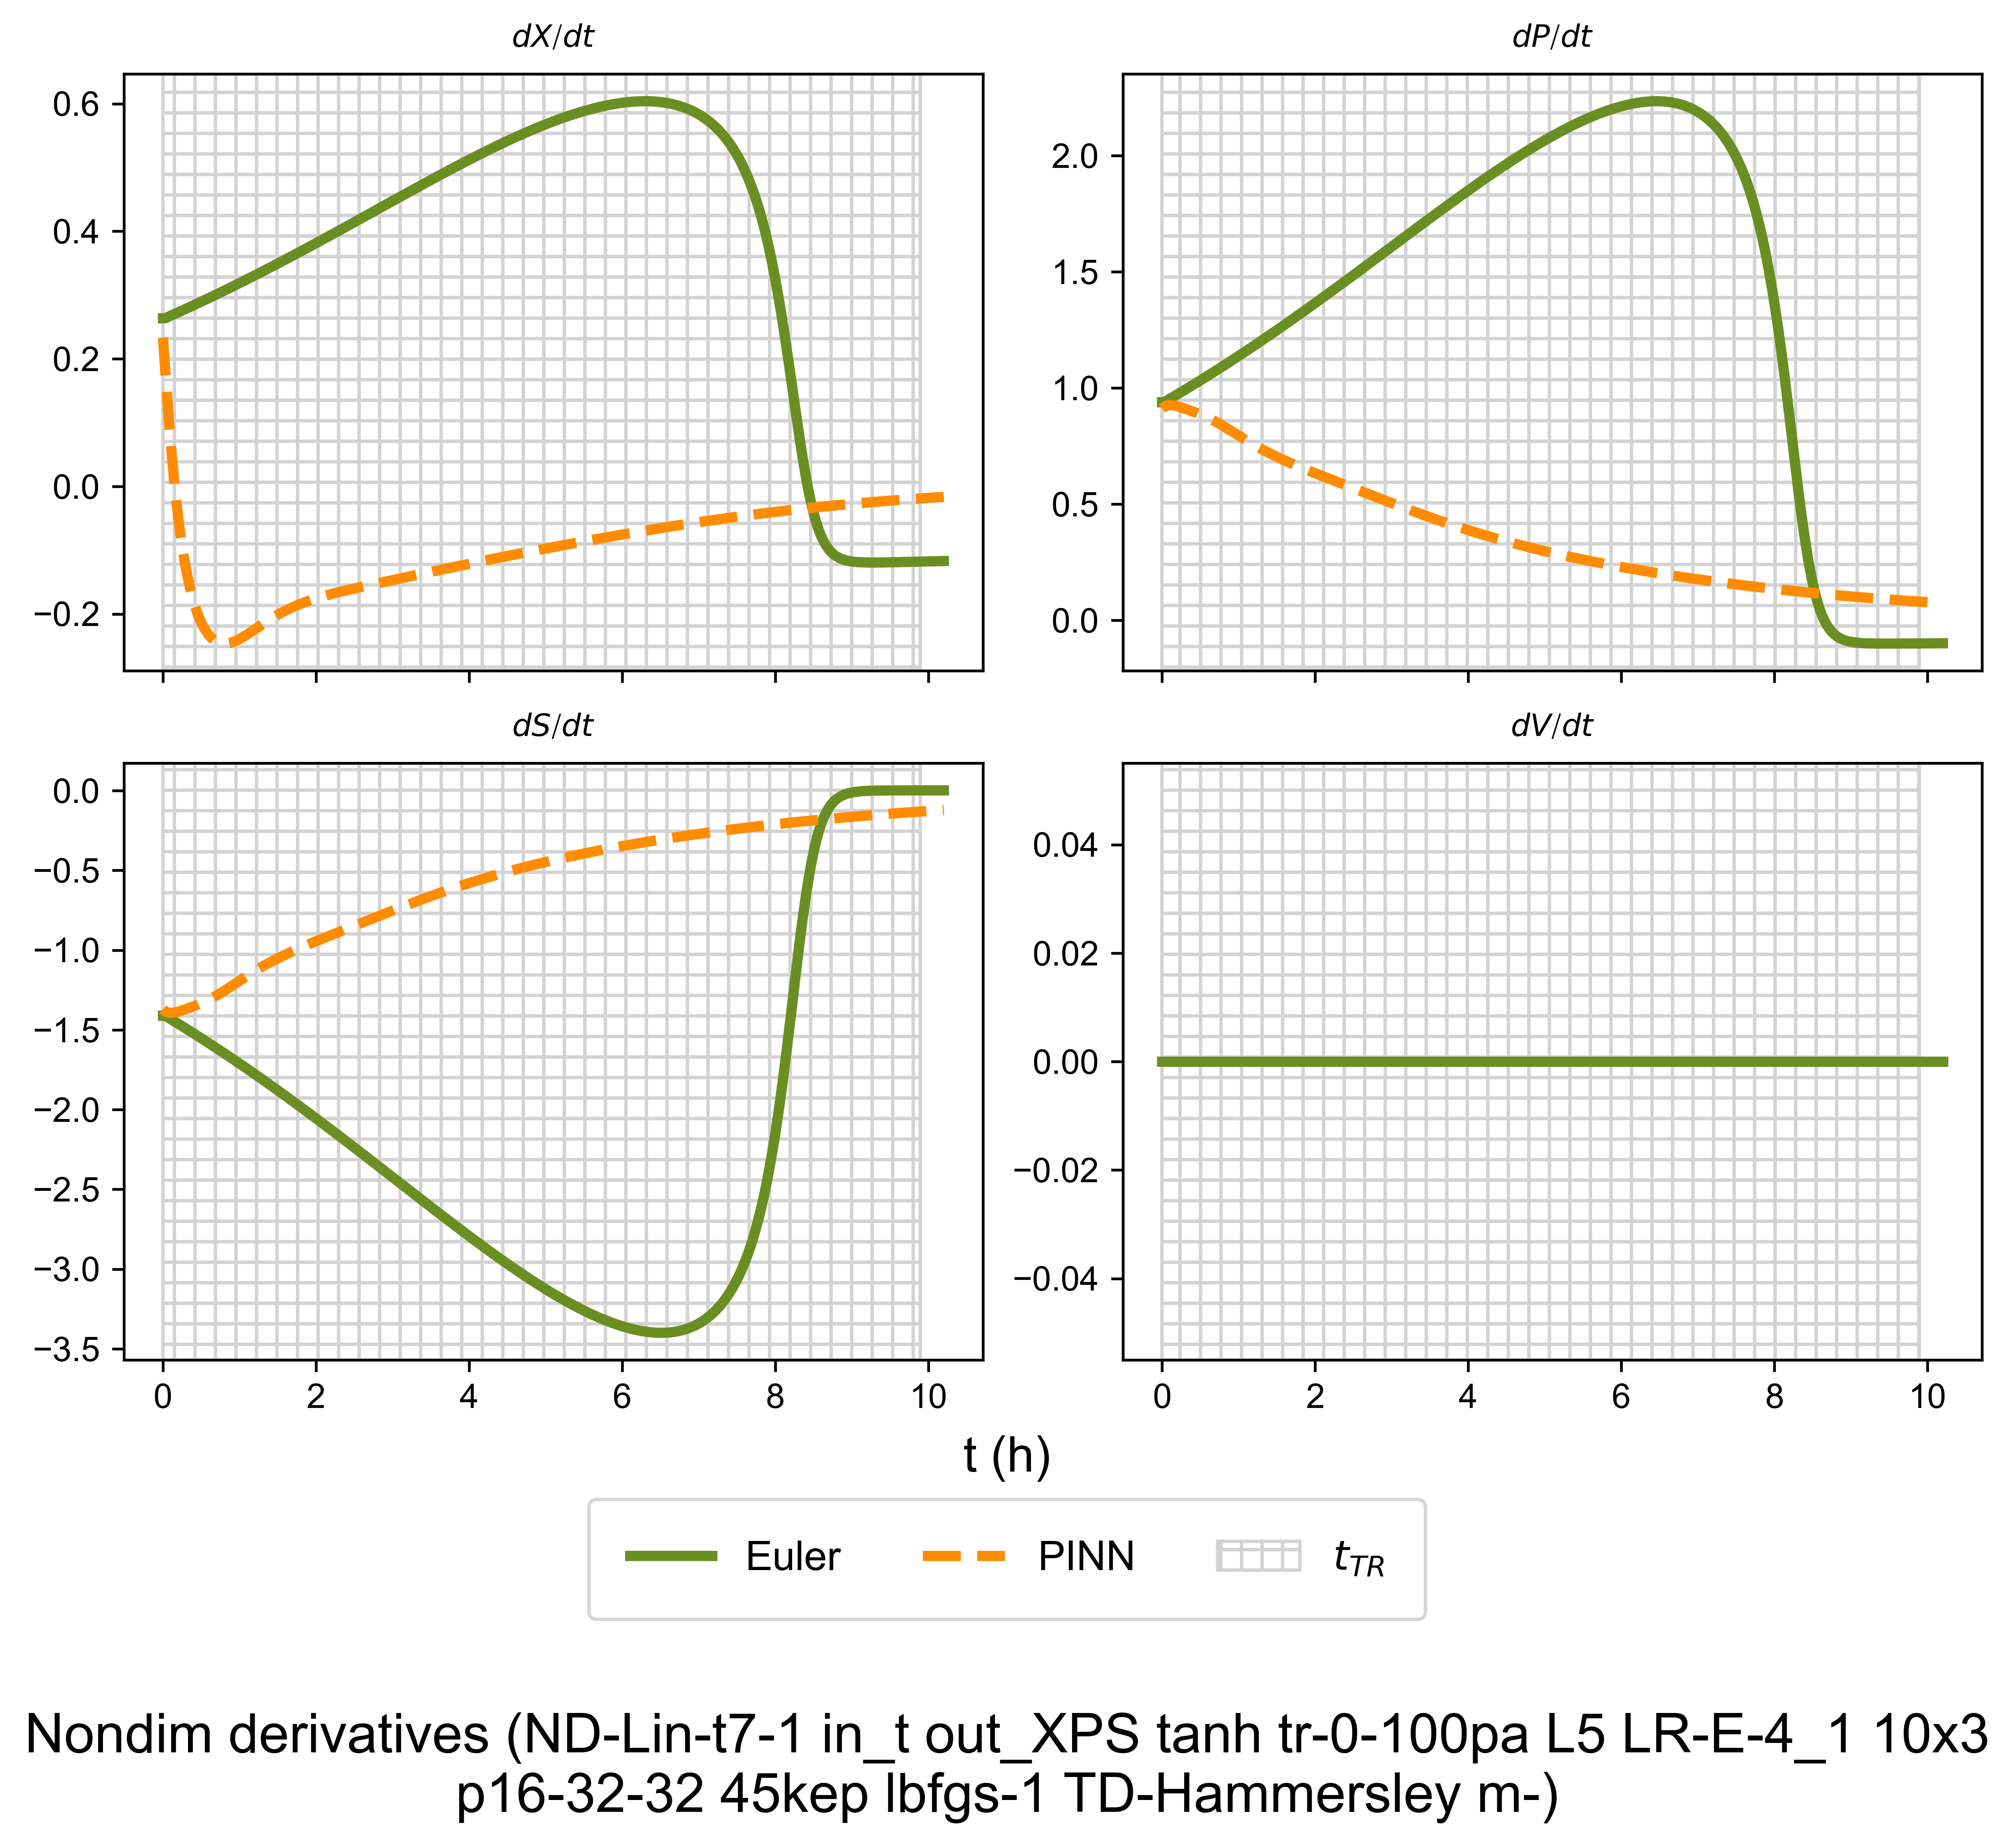 dX/dt
dP/dt
0.6
0.4
0.2
0.0
−0.2
2.0
1.5
1.0
0.5
0.0
dS/dt
dV/dt
0.0
−0.5
−1.0
−1.5
−2.0
−2.5
−3.0
−3.5
0 2 4 6 8 10
0.04
0.02
0.00
−0.02
−0.04
0 2 4 6 8 10
t (h)
Euler PINN t_TR
Nondim derivatives (ND-Lin-t7-1 in_t out_XPS tanh tr-0-100pa L5 LR-E-4_1 10x3
p16-32-32 45kep lbfgs-1 TD-Hammersley m-)